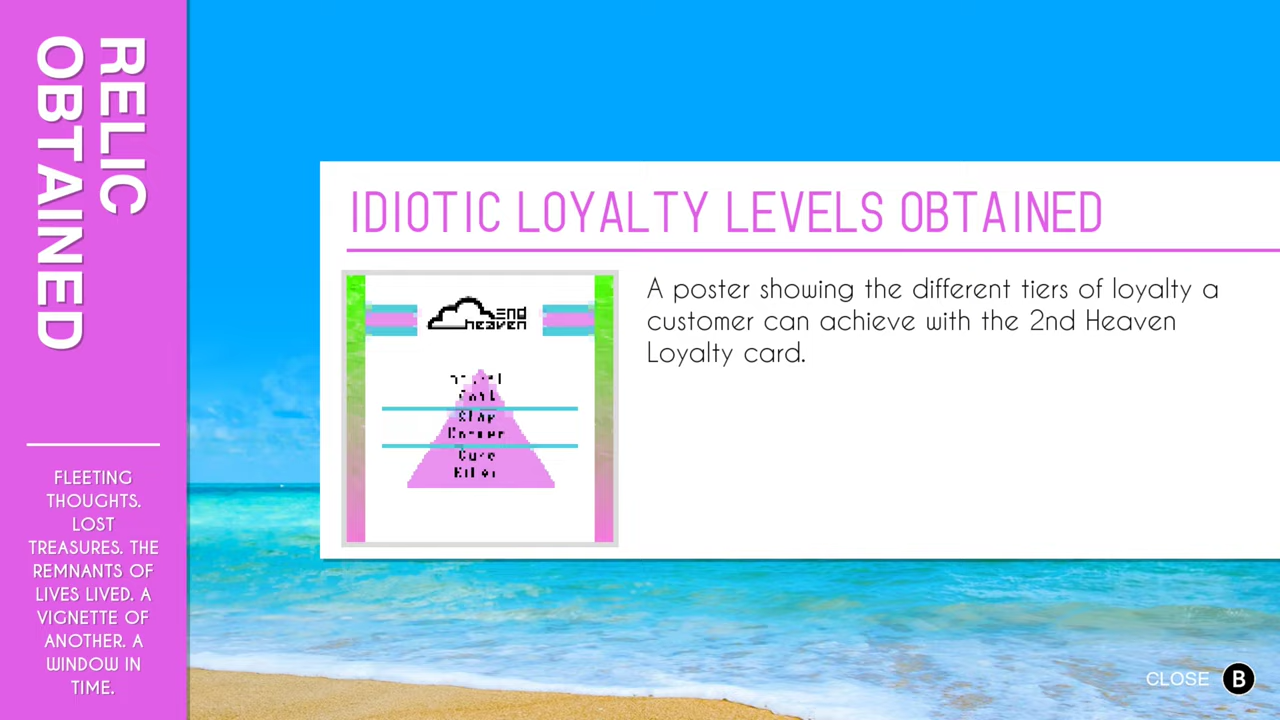 RELIC
OBTAINED
FLEETING
THOUGHTS.
LOST
TREASURES. THE
REMNANTS OF
LIVES LIVED. A
VIGNETTE OF
ANOTHER. A
WINDOW IN
TIME.
IDIOTIC LOYALTY LEVELS OBTAINED
2nd
heaven
Slap
Killer
A poster showing the different tiers of loyalty a
customer can achieve with the 2nd Heaven
Loyalty card.
CLOSE B